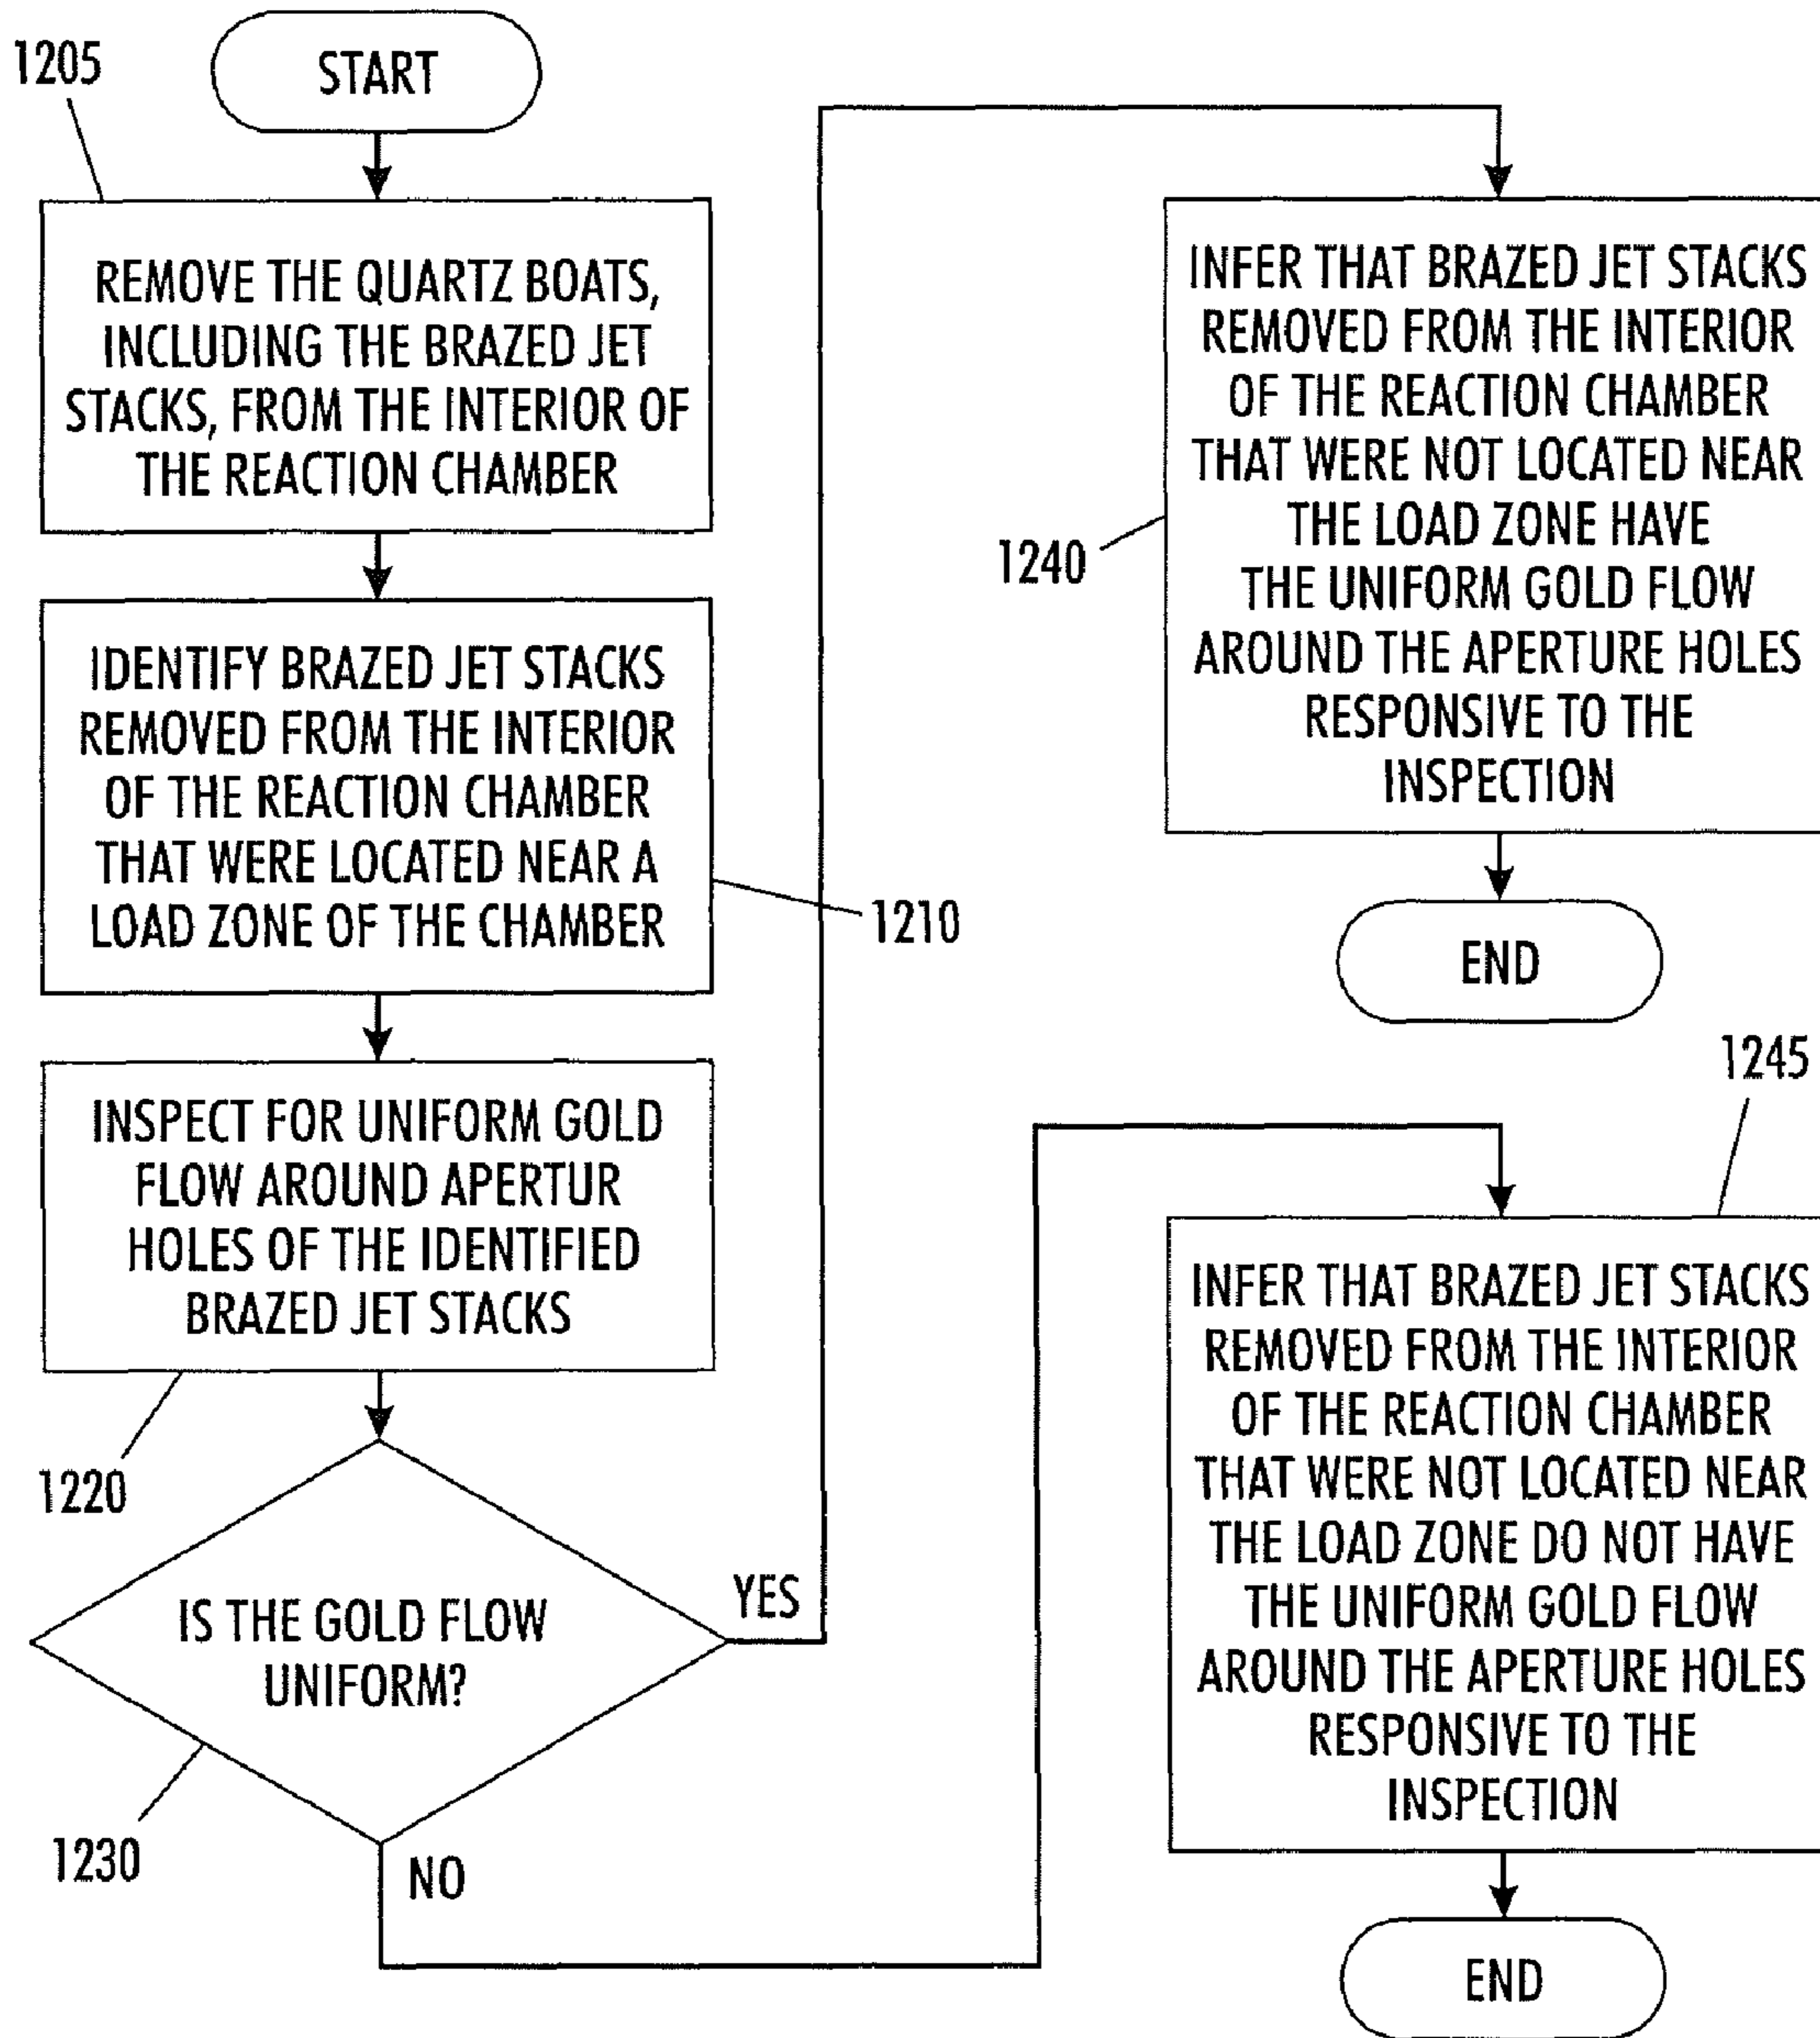 1205
START
REMOVE THE QUARTZ BOATS,
INCLUDING THE BRAZED JET
STACKS, FROM THE INTERIOR OF
THE REACTION CHAMBER
IDENTIFY BRAZED JET STACKS
REMOVED FROM THE INTERIOR
OF THE REACTION CHAMBER
THAT WERE LOCATED NEAR A
LOAD ZONE OF THE CHAMBER
1210
INSPECT FOR UNIFORM GOLD
FLOW AROUND APERTUR
HOLES OF THE IDENTIFIED
BRAZED JET STACKS
1220
IS THE GOLD FLOW
UNIFORM?
YES
1230
NO
INFER THAT BRAZED JET STACKS
REMOVED FROM THE INTERIOR
OF THE REACTION CHAMBER
THAT WERE NOT LOCATED NEAR
THE LOAD ZONE HAVE
THE UNIFORM GOLD FLOW
AROUND THE APERTURE HOLES
RESPONSIVE TO THE
INSPECTION
1240
END
1245
INFER THAT BRAZED JET STACKS
REMOVED FROM THE INTERIOR
OF THE REACTION CHAMBER
THAT WERE NOT LOCATED NEAR
THE LOAD ZONE DO NOT HAVE
THE UNIFORM GOLD FLOW
AROUND THE APERTURE HOLES
RESPONSIVE TO THE
INSPECTION
END